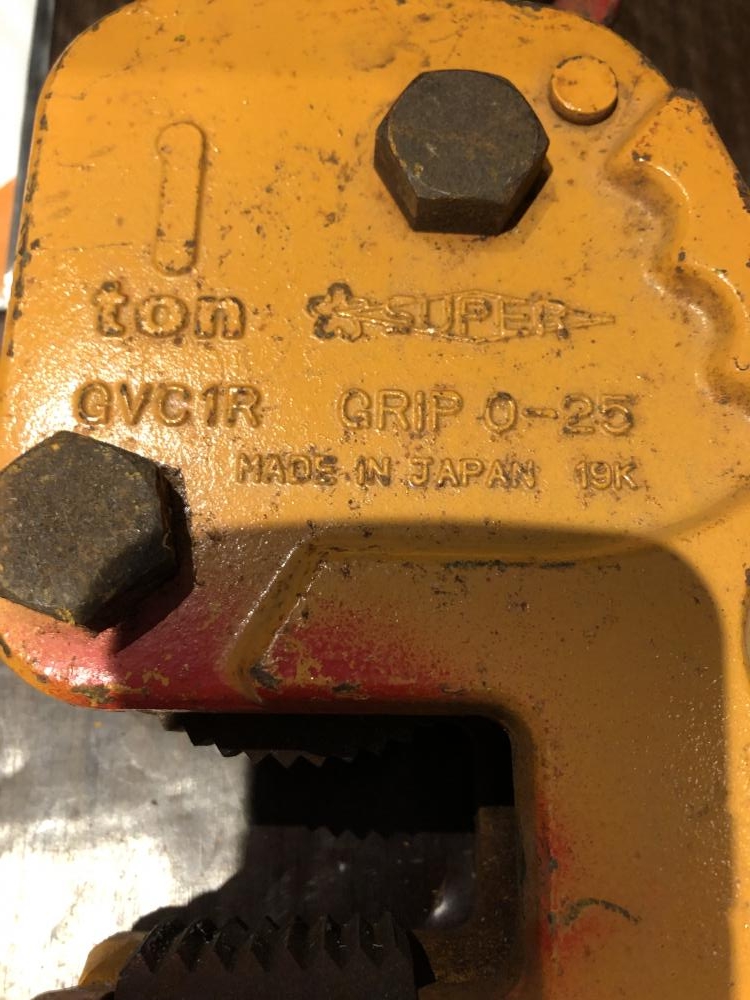 1
ton SUPER
GVC1R GRIP 0-25
MADE IN JAPAN 19K